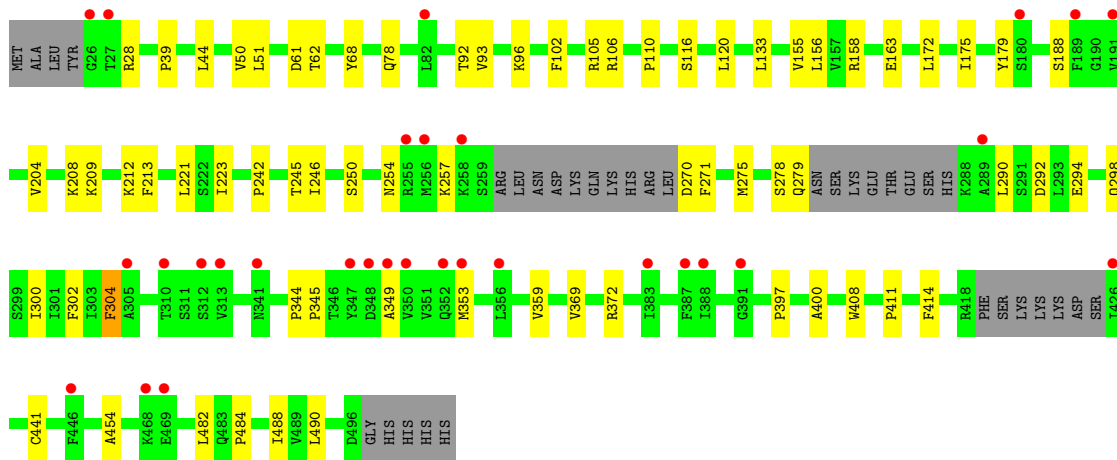 MET ALA LEU TYR G26 T27 R28 P39 L44 V50 L51 D61 T62 Y68 Q78 L82 T92 V93 K96 F102 R105 R106 P110 S116 L120 L133 V155 L156 V157 R158 E163 L172 I175 Y179 S180 S188 F189 G190 V191
V204 K208 K209 K212 F213 L221 S222 I223 P242 T245 I246 S250 N254 R255 M256 K257 K258 S259 ARG LEU ASN ASP LYS GLN LYS HIS ARG LEU D270 F271 M275 S278 Q279 ASN SER LYS GLU THR GLU SER HIS K288 A289 L290 S291 D292 L293 E294 D298
S299 I300 I301 F302 I303 F304 A305 T310 S311 S312 V313 N341 P344 P345 T346 Y347 D348 A349 V350 V351 Q352 M353 L356 V359 V369 R372 I383 F387 I388 G391 P397 A400 W408 P411 F414 R418 PHE SER LYS LYS LYS ASP SER I426
C441 F446 A454 K468 E469 L482 Q483 P484 I488 V489 L490 D496 GLY HIS HIS HIS HIS